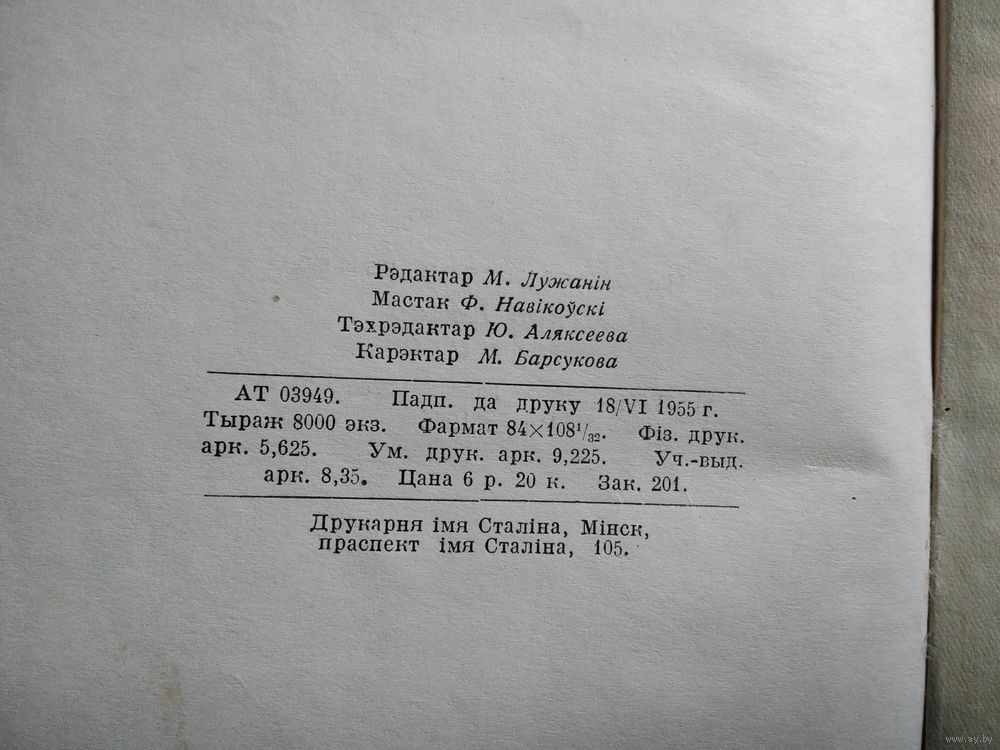 Рэдактар М. Лужанін
Мастак Ф. Навікоўскі
Тэхрэдактар Ю. Аляксеева
Карэктар М. Барсукова
АТ 03949. Падп. да друку 18/VI 1955 г.
Тыраж 8000 экз. Фармат 84×108¹/₃₂. Фіз. друк.
арк. 5,625. Ум. друк. арк. 9,225. Уч.-выд.
арк. 8,35. Цана 6 р. 20 к. Зак. 201.
Друкарня імя Сталіна, Мінск,
праспект імя Сталіна, 105.
www.ay.by